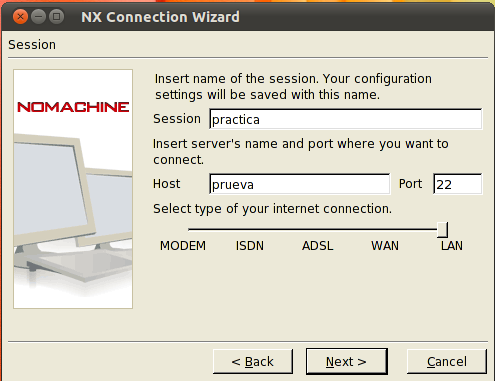 NX Connection Wizard
Session
NOMACHINE
Insert name of the session. Your configuration
settings will be saved with this name.
Session practica
Insert server's name and port where you want to
connect.
Host prueva Port 22
Select type of your internet connection.
MODEM ISDN ADSL WAN LAN
< Back Next > Cancel